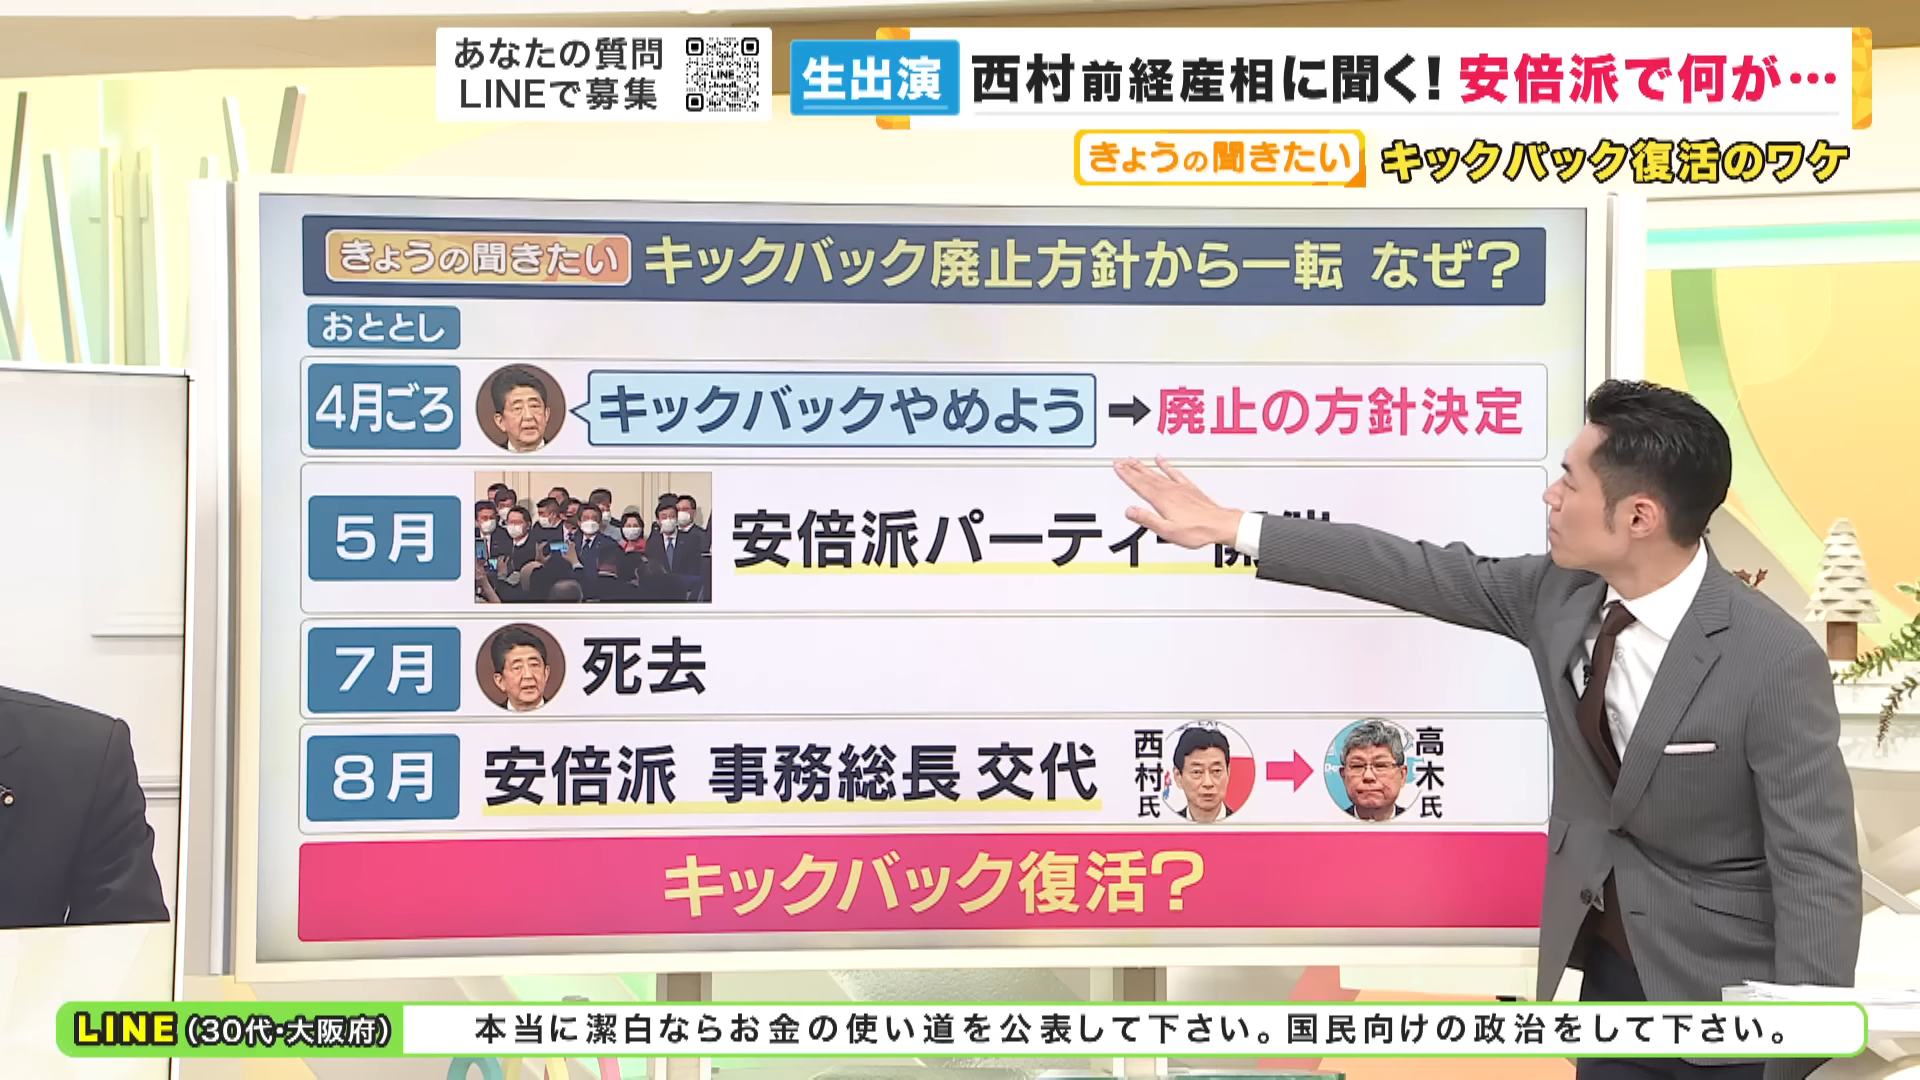 あなたの質問
LINEで募集
LINE
生出演 西村前経産相に聞く!安倍派で何が…
きょうの聞きたい キックバック復活のワケ
きょうの聞きたい キックバック廃止方針から一転 なぜ?
おととし
4月ごろ キックバックやめよう→廃止の方針決定
5月 安倍派パーティー
7月 死去
8月 安倍派 事務総長 交代 西村氏→高木氏
キックバック復活?
LINE(30代・大阪府) 本当に潔白ならお金の使い道を公表して下さい。国民向けの政治をして下さい。